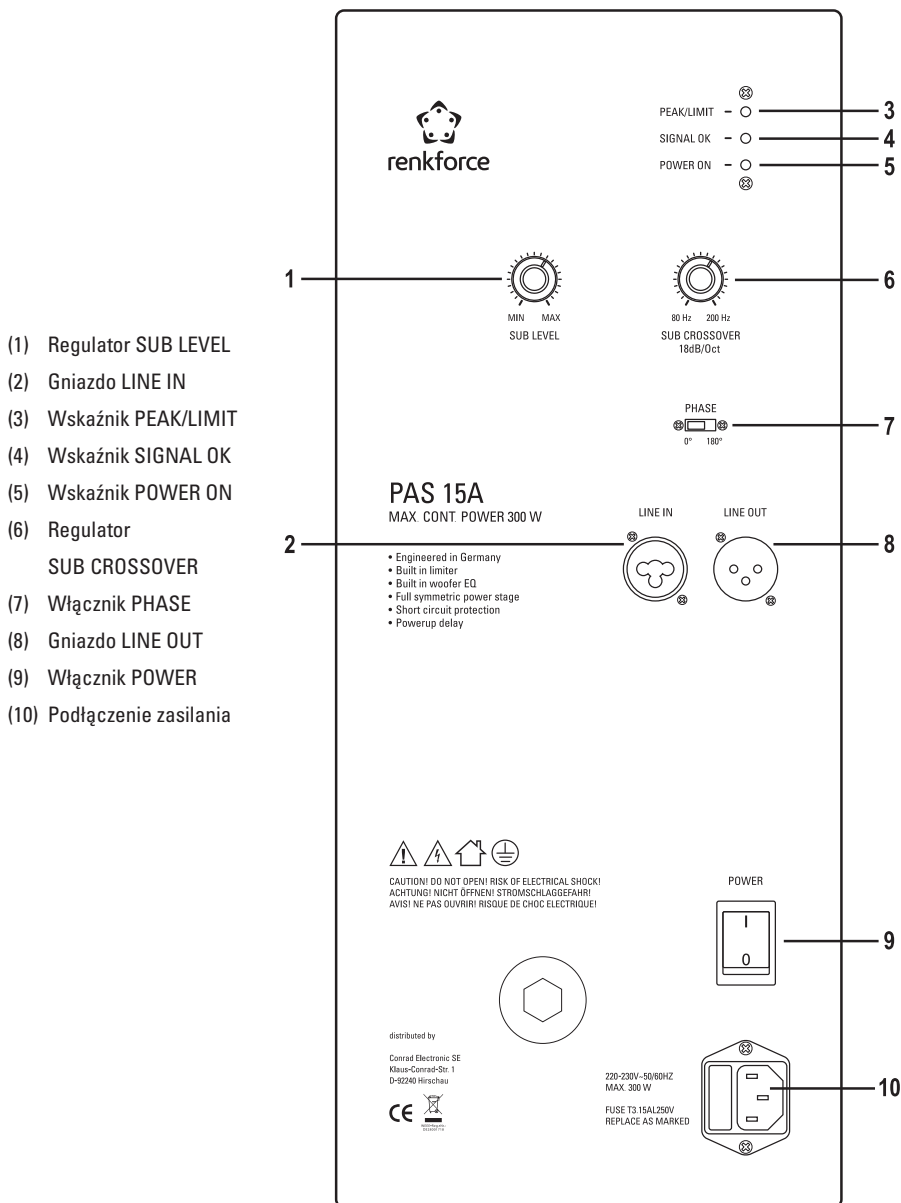 (1) Regulator SUB LEVEL
(2) Gniazdo LINE IN
(3) Wskaźnik PEAK/LIMIT
(4) Wskaźnik SIGNAL OK
(5) Wskaźnik POWER ON
(6) Regulator
SUB CROSSOVER
(7) Włącznik PHASE
(8) Gniazdo LINE OUT
(9) Włącznik POWER
(10) Podłączenie zasilania
renkforce
PEAK/LIMIT
3
SIGNAL OK
4
POWER ON
5
1
MIN MAX
SUB LEVEL
6
80 Hz 200 Hz
SUB CROSSOVER
18dB/Oct
PHASE
0° 180°
7
PAS 15A
MAX. CONT. POWER 300 W
• Engineered in Germany
• Built in limiter
• Built in woofer EQ
• Full symmetric power stage
• Short circuit protection
• Powerup delay
2
LINE IN
LINE OUT
8
CAUTION! DO NOT OPEN! RISK OF ELECTRICAL SHOCK!
ACHTUNG! NICHT ÖFFNEN! STROMSCHLAGGEFAHR!
AVIS! NE PAS OUVRIR! RISQUE DE CHOC ELECTRIQUE!
POWER
I
0
9
distributed by
Conrad Electronic SE
Klaus-Conrad-Str. 1
D-92240 Hirschau
CE
220-230V~50/60HZ
MAX. 300 W
FUSE T3.15AL250V
REPLACE AS MARKED
10